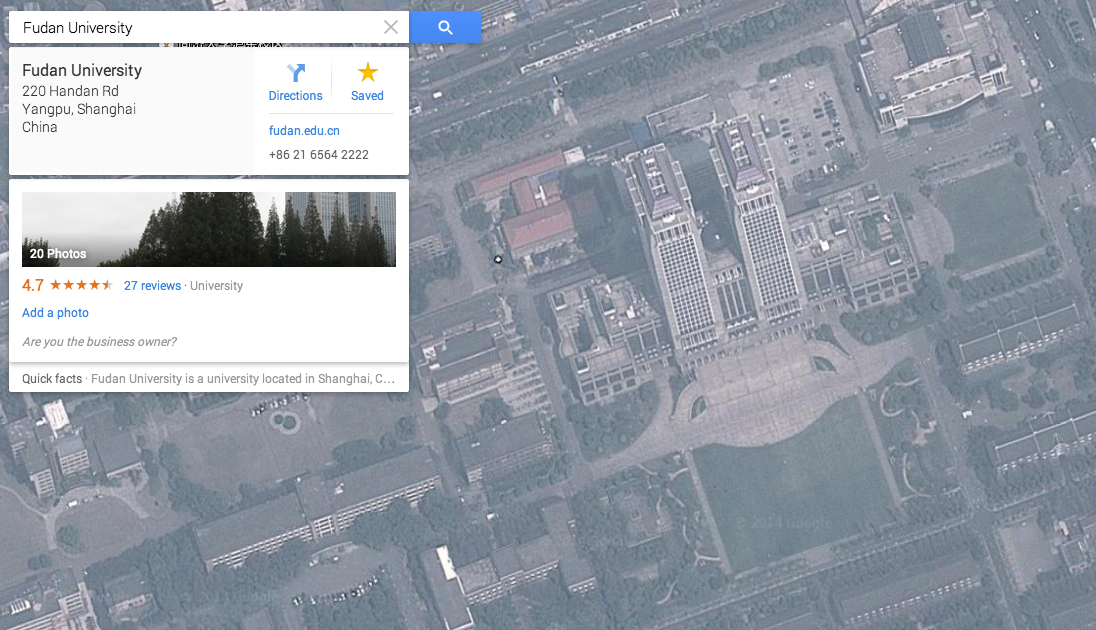 Fudan University
Fudan University
220 Handan Rd
Yangpu, Shanghai
China
Directions
Saved
fudan.edu.cn
+86 21 6564 2222
20 Photos
4.7 ★★★★ 27 reviews · University
Add a photo
Are you the business owner?
Quick facts · Fudan University is a university located in Shanghai, C...